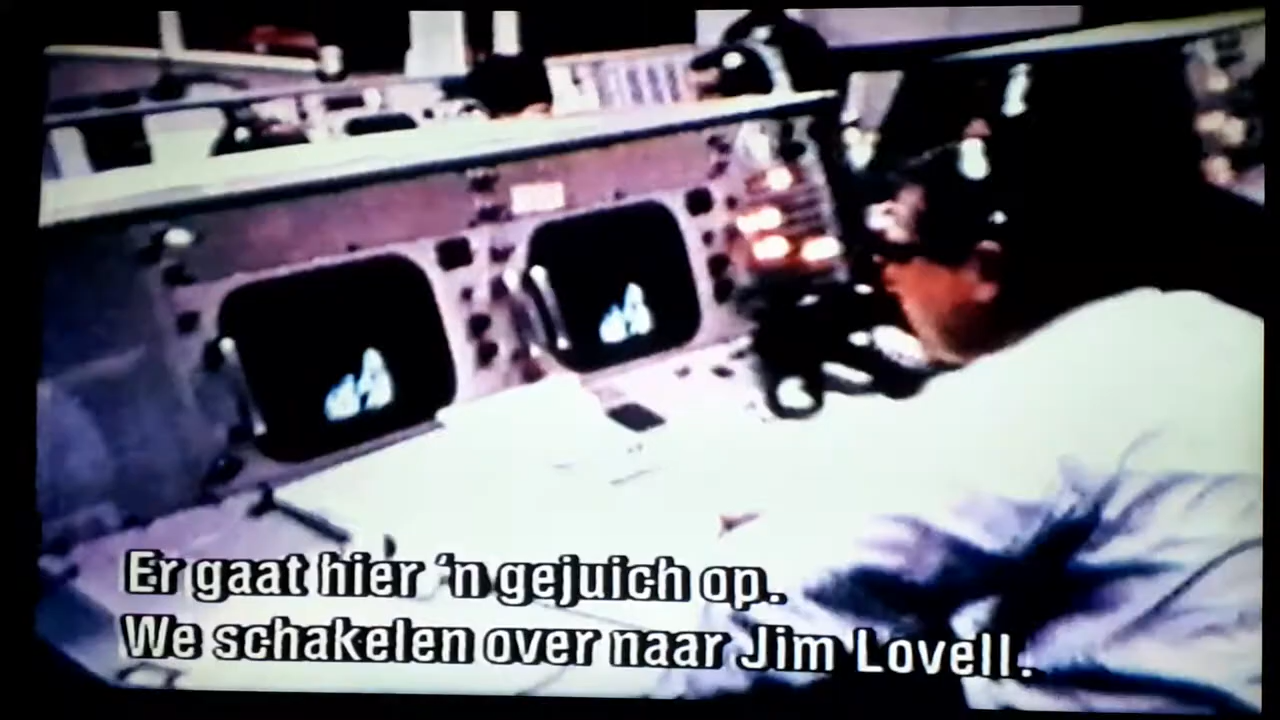 Er gaat hier ‘n gejuich op.
We schakelen over naar Jim Lovell.